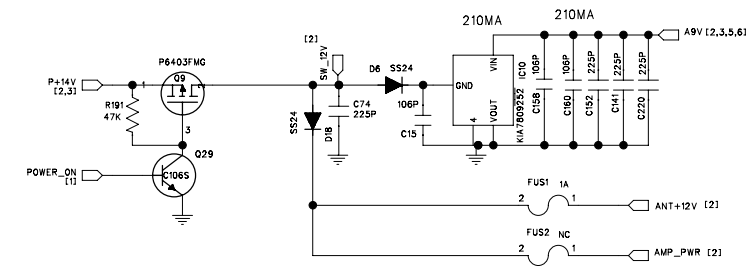 210MA 210MA
[2]
A9V [2,3,5,6]
P6403FMG
SW_12V
D6 SS24
VIN
IC10
106P
106P
225P
225P
225P
P+14V
[2,3]
1
Q9
2
GND
R191
47K
C74
225P
106P
SS24
D18
C15
VOUT
4
KIA7809252
C158
C160
C152
C141
C220
3
Q29
POWER_ON
[1]
C106S
FUS1 1A
2 1
ANT+12V [2]
FUS2 NC
2 1
AMP_PWR [2]